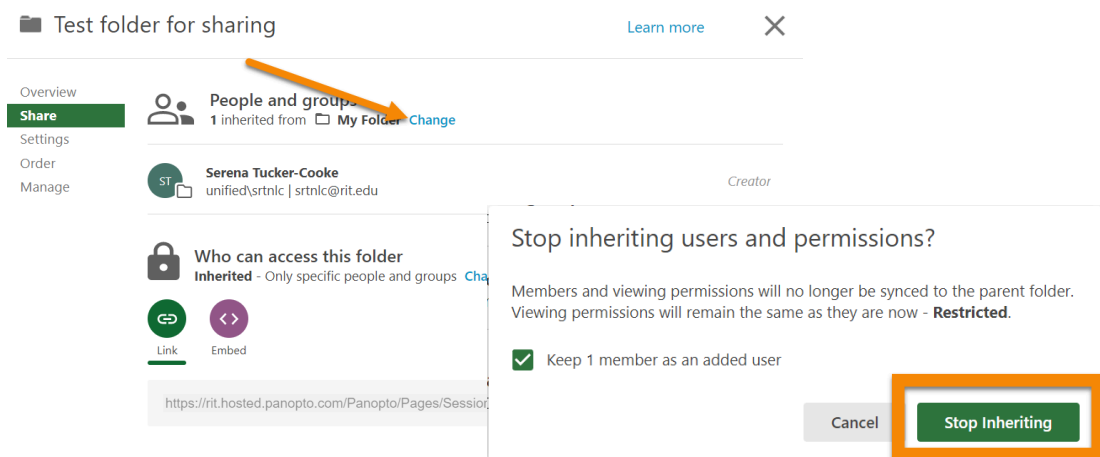 Test folder for sharing
Learn more
Overview
Share
Settings
Order
Manage
People and groups
1 inherited from My Folder Change
ST
Serena Tucker-Cooke
unified\srtnlc | srtnlc@rit.edu
Creator
Who can access this folder
Inherited - Only specific people and groups Cha
Link
Embed
https://rit.hosted.panopto.com/Panopto/Pages/Session
Stop inheriting users and permissions?
Members and viewing permissions will no longer be synced to the parent folder.
Viewing permissions will remain the same as they are now - Restricted.
Keep 1 member as an added user
Cancel
Stop Inheriting